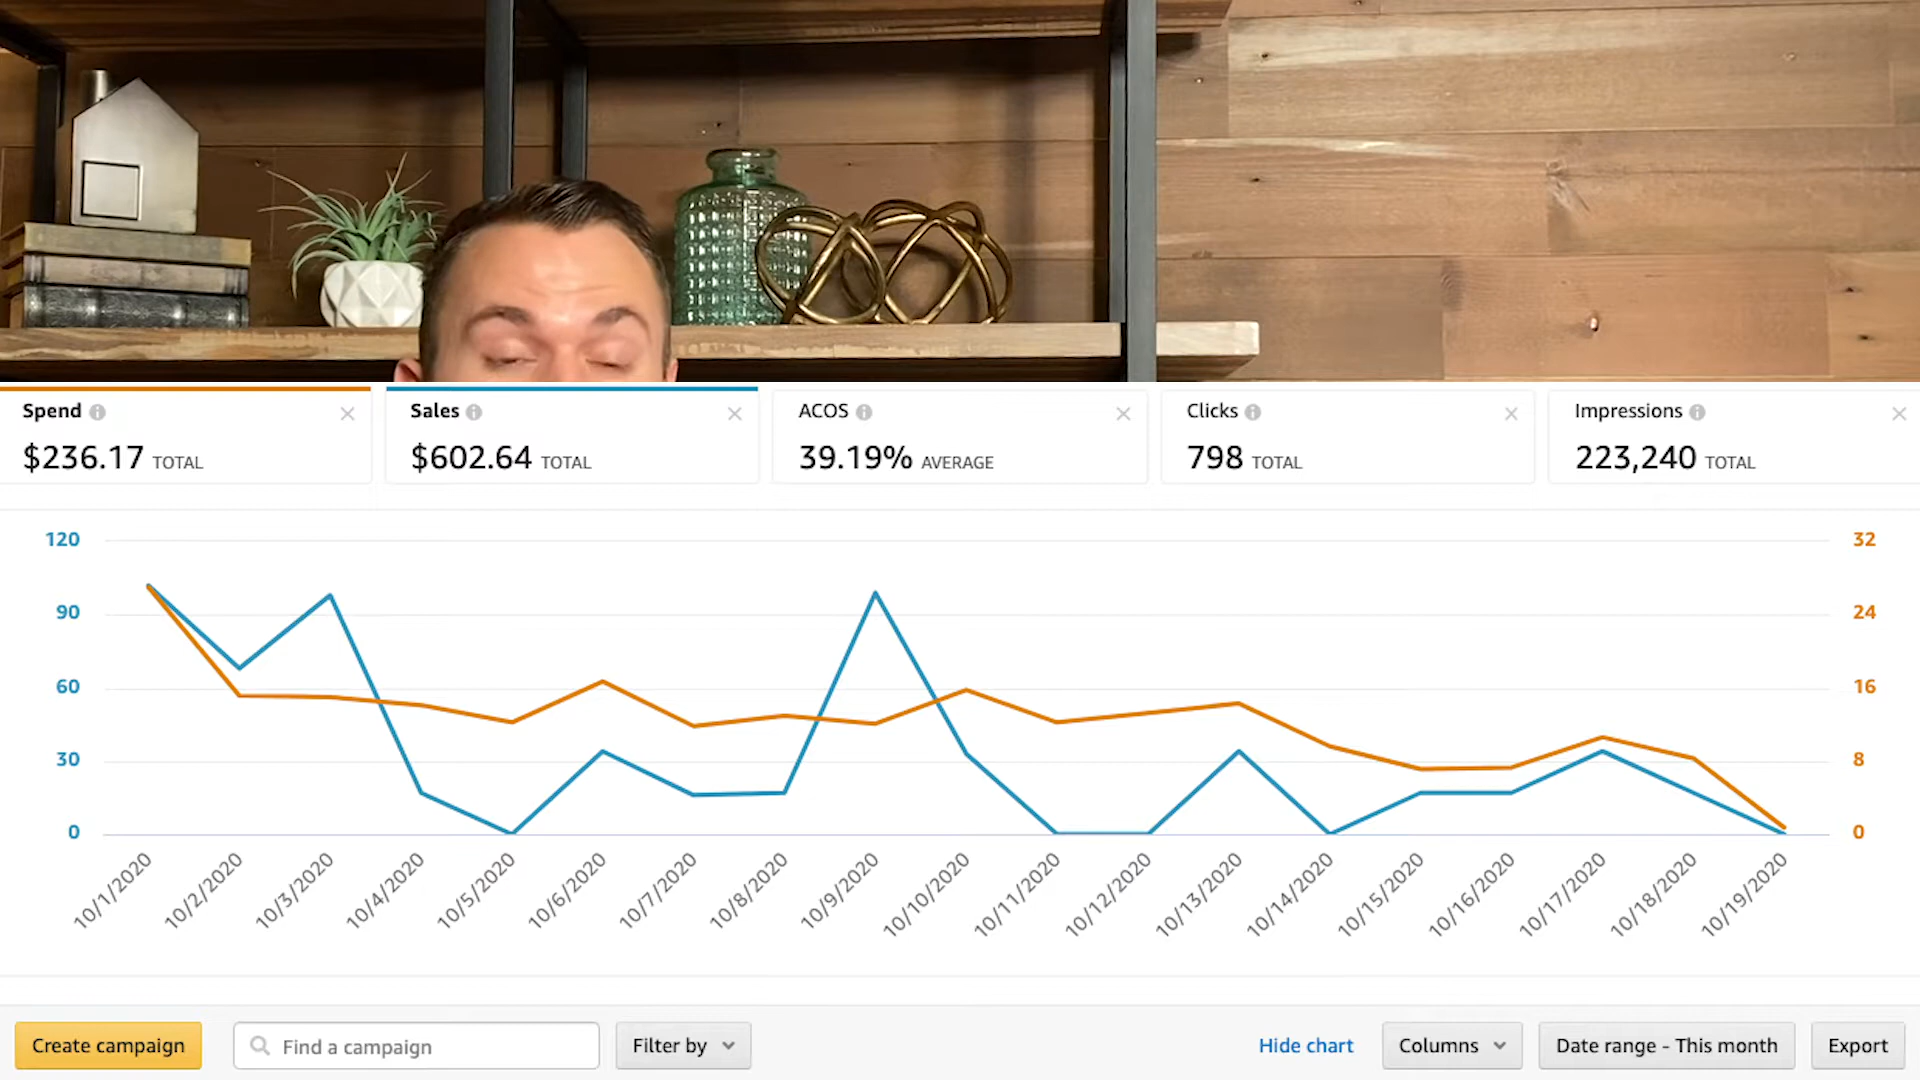 Spend
Sales
ACOS
Clicks
Impressions
$236.17 TOTAL
$602.64 TOTAL
39.19% AVERAGE
798 TOTAL
223,240 TOTAL
120
90
60
30
0
32
24
16
8
0
10/1/2020
10/2/2020
10/3/2020
10/4/2020
10/5/2020
10/6/2020
10/7/2020
10/8/2020
10/9/2020
10/10/2020
10/11/2020
10/12/2020
10/13/2020
10/14/2020
10/15/2020
10/16/2020
10/17/2020
10/18/2020
10/19/2020
Create campaign
Find a campaign
Filter by
Hide chart
Columns
Date range - This month
Export